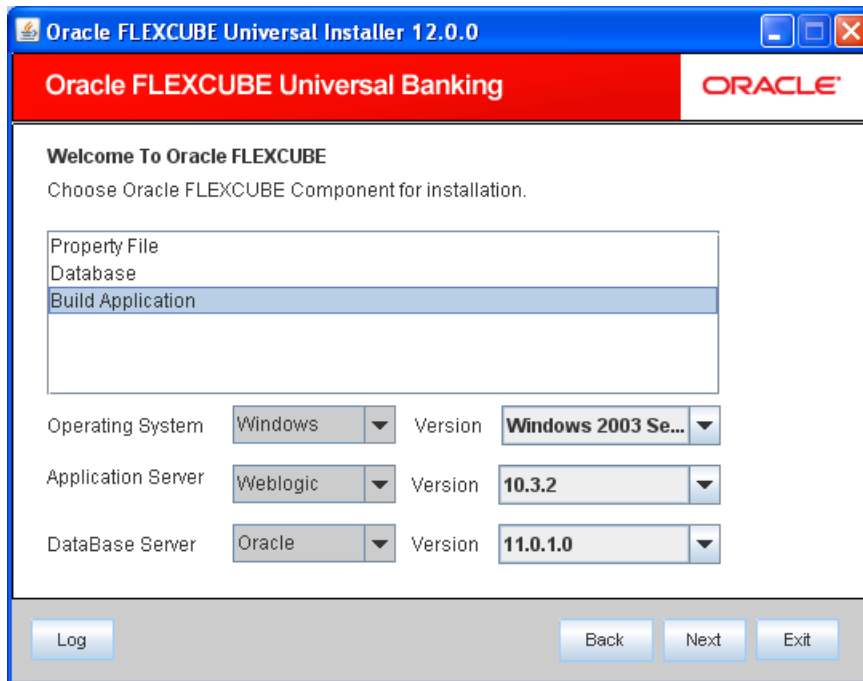 Oracle FLEXCUBE Universal Installer 12.0.0
Oracle FLEXCUBE Universal Banking
ORACLE
Welcome To Oracle FLEXCUBE
Choose Oracle FLEXCUBE Component for installation.
Property File
Database
Build Application
Operating System Windows Version Windows 2003 Se...
Application Server Weblogic Version 10.3.2
DataBase Server Oracle Version 11.0.1.0
Log Back Next Exit